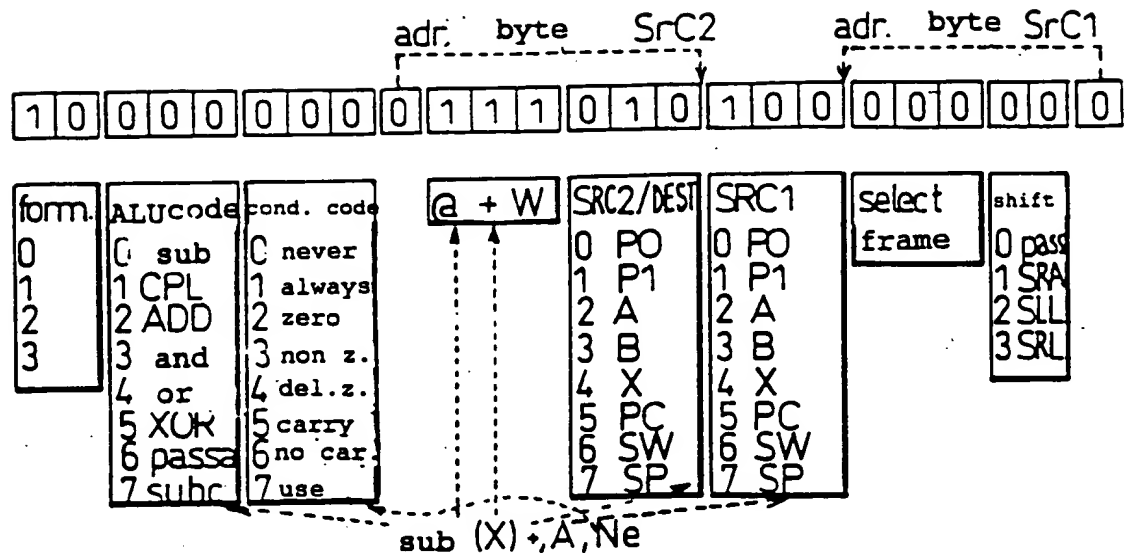 adr. byte SrC2 adr. byte SrC1
1 0 0 0 0 0 0 0 0 1 1 1 0 1 0 1 0 0 0 0 0 0 0 0
form.
0
1
2
3
ALUcode
0 sub
1 CPL
2 ADD
3 and
4 or
5 XOR
6 passa
7 subc
cond. code
0 never
1 always
2 zero
3 non z.
4 del.z.
5 carry
6 no car.
7 use
@ + W
SRC2/DEST
0 PO
1 P1
2 A
3 B
4 X
5 PC
6 SW
7 SP
SRC1
0 PO
1 P1
2 A
3 B
4 X
5 PC
6 SW
7 SP
select
frame
shift
0 pass
1 SRA
2 SLL
3 SRL
sub (X)+,A,Ne